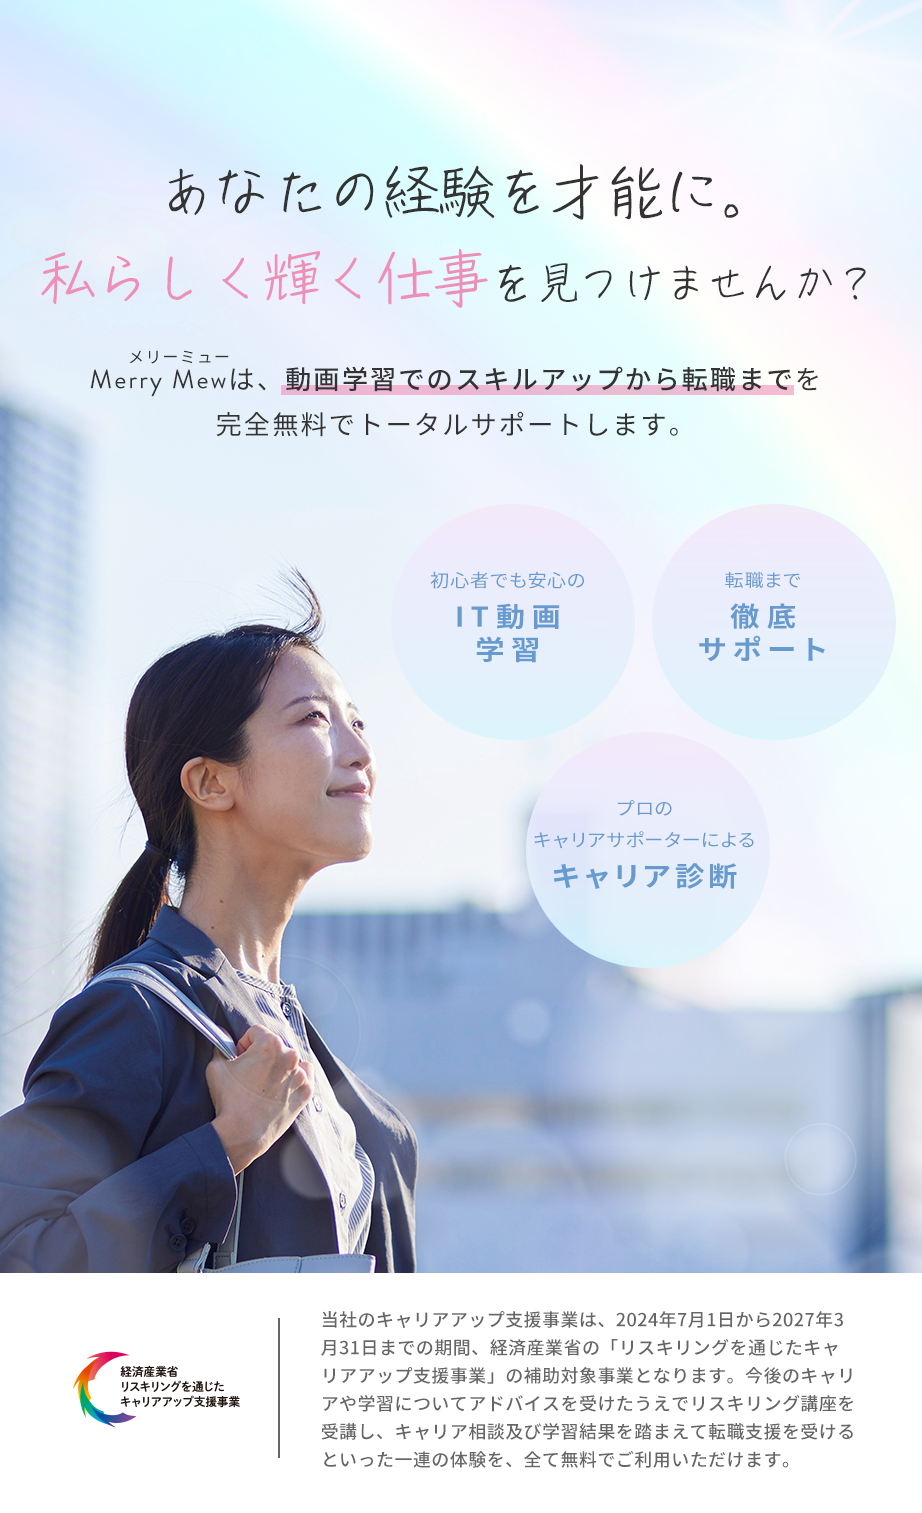 あなたの経験を才能に。
私らしく輝く仕事を見つけませんか？
メリーミュー
Merry Mewは、動画学習でのスキルアップから転職までを
完全無料でトータルサポートします。
初心者でも安心の
IT動画
学習
転職まで
徹底
サポート
プロの
キャリアサポーターによる
キャリア診断
経済産業省
リスキリングを通じた
キャリアアップ支援事業
当社のキャリアアップ支援事業は、2024年7月1日から2027年3
月31日までの期間、経済産業省の「リスキリングを通じたキャ
リアアップ支援事業」の補助対象事業となります。今後のキャリ
アや学習についてアドバイスを受けたうえでリスキリング講座を
受講し、キャリア相談及び学習結果を踏まえて転職支援を受ける
といった一連の体験を、全て無料でご利用いただけます。